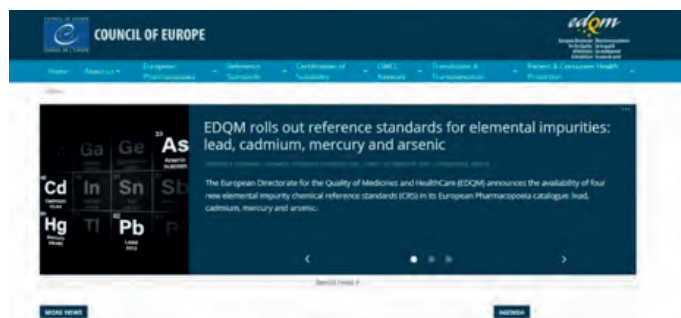 COUNCIL OF EUROPE
edqm
Home About us European Pharmacopoeia Reference Standards Certification of Suitability OMCL Network Transfusion & Transplantation Patient & Consumer Health Protection
EDQM rolls out reference standards for elemental impurities:
lead, cadmium, mercury and arsenic
The European Directorate for the Quality of Medicines and HealthCare (EDQM) announces the availability of four
new elemental impurity chemical reference standards (CRS) in its European Pharmacopoeia catalogue: lead,
cadmium, mercury and arsenic.
33
Ga Ge As
Arsenic
Cd In Sn Sb
Hg Tl 82 Pb
Lead
MORE NEWS
AGENDA